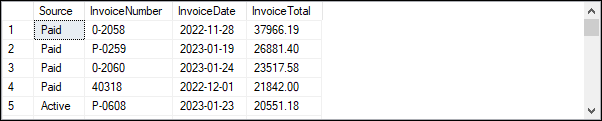 Source InvoiceNumber InvoiceDate InvoiceTotal
1 Paid 0-2058 2022-11-28 37966.19
2 Paid P-0259 2023-01-19 26881.40
3 Paid 0-2060 2023-01-24 23517.58
4 Paid 40318 2022-12-01 21842.00
5 Active P-0608 2023-01-23 20551.18